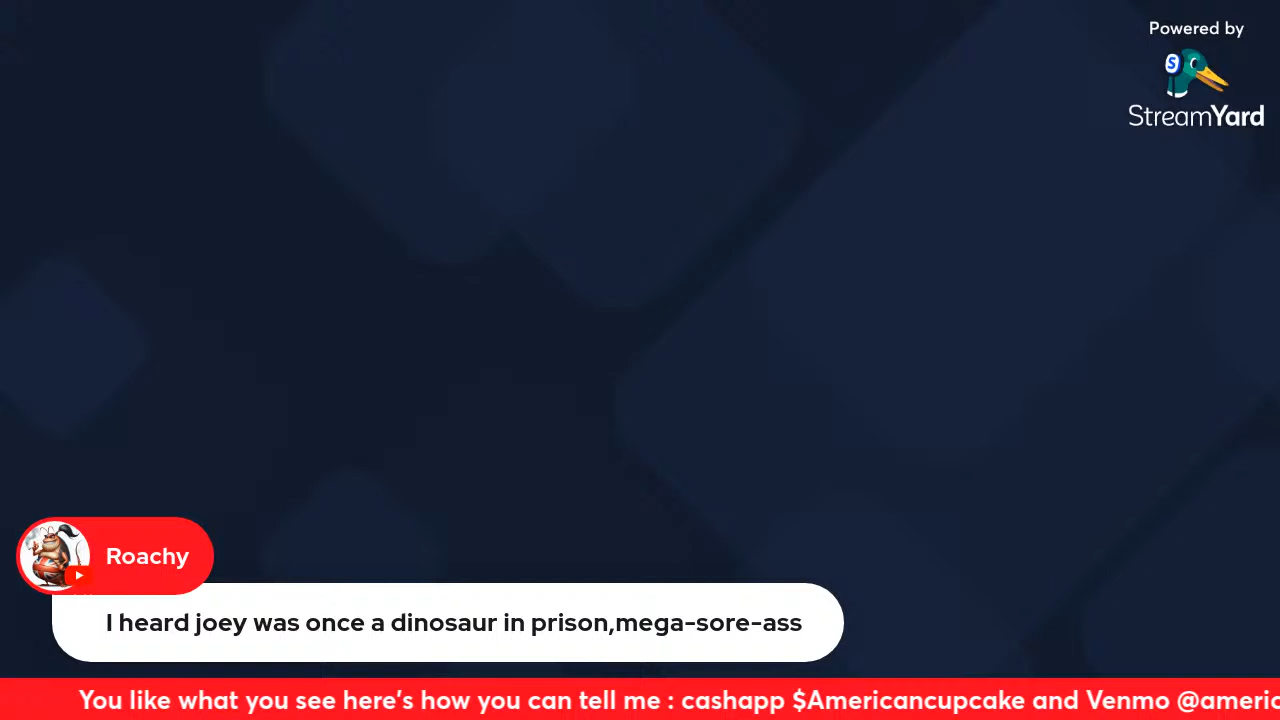 Powered by
StreamYard
Roachy
I heard joey was once a dinosaur in prison,mega-sore-ass
You like what you see here's how you can tell me : cashapp $Americancupcake and Venmo @americ